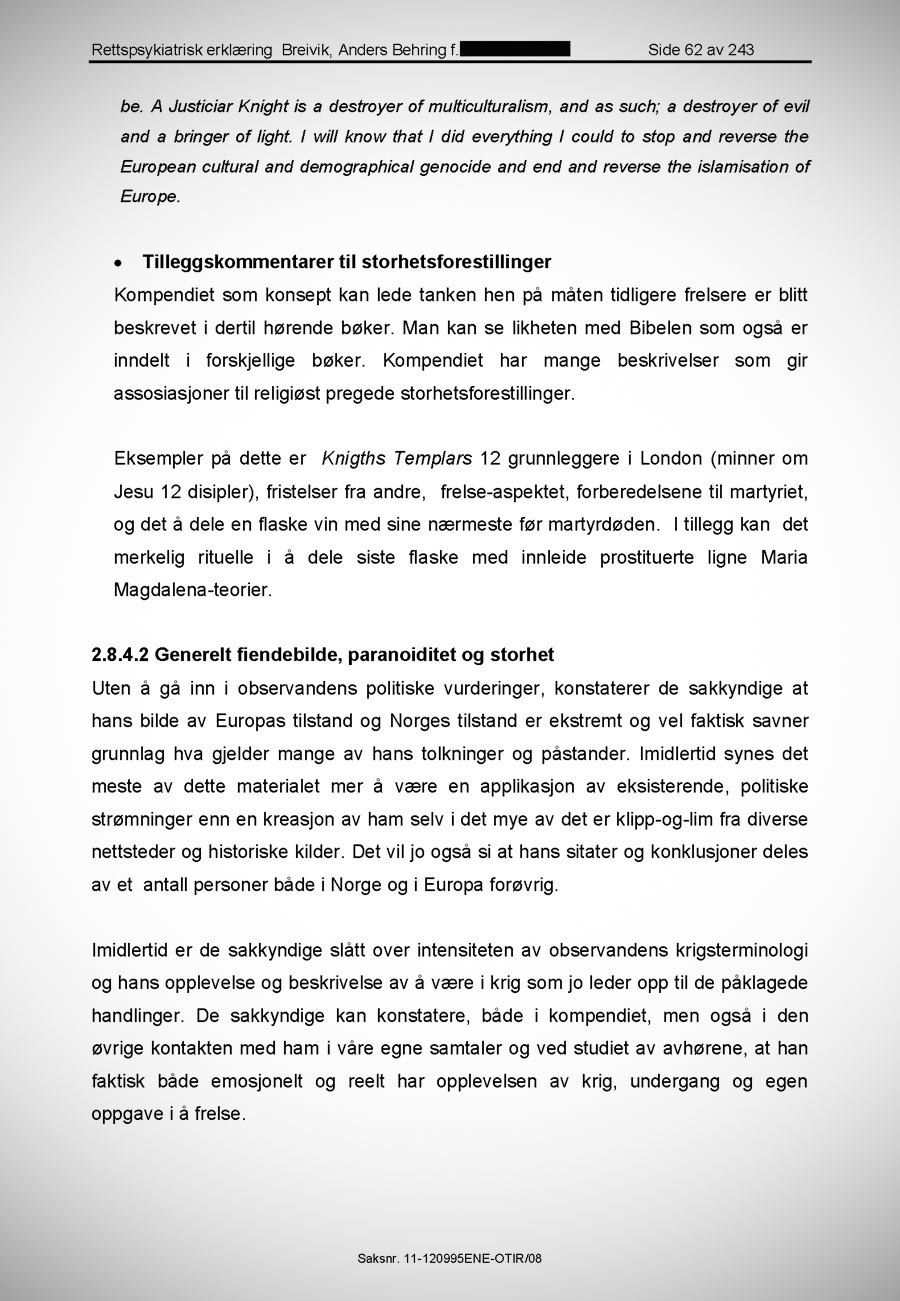 Rettspsykiatrisk erklæring Breivik, Anders Behring f. Side 62 av 243
be. A Justiciar Knight is a destroyer of multiculturalism, and as such; a destroyer of evil
and a bringer of light. I will know that I did everything I could to stop and reverse the
European cultural and demographical genocide and end and reverse the islamisation of
Europe.
• Tilleggskommentarer til storhetsforestillinger
Kompendiet som konsept kan lede tanken hen på måten tidligere frelsere er blitt
beskrevet i dertil hørende bøker. Man kan se likheten med Bibelen som også er
inndelt i forskjellige bøker. Kompendiet har mange beskrivelser som gir
assosiasjoner til religiøst pregede storhetsforestillinger.
Eksempler på dette er Knigths Templars 12 grunnleggere i London (minner om
Jesu 12 disipler), fristelser fra andre, frelse-aspektet, forberedelsene til martyriet,
og det å dele en flaske vin med sine nærmeste før martyrdøden. I tillegg kan det
merkelig rituelle i å dele siste flaske med innleide prostituerte ligne Maria
Magdalena-teorier.
2.8.4.2 Generelt fiendebilde, paranoiditet og storhet
Uten å gå inn i observandens politiske vurderinger, konstaterer de sakkyndige at
hans bilde av Europas tilstand og Norges tilstand er ekstremt og vel faktisk savner
grunnlag hva gjelder mange av hans tolkninger og påstander. Imidlertid synes det
meste av dette materialet mer å være en applikasjon av eksisterende, politiske
strømninger enn en kreasjon av ham selv i det mye av det er klipp-og-lim fra diverse
nettsteder og historiske kilder. Det vil jo også si at hans sitater og konklusjoner deles
av et antall personer både i Norge og i Europa forøvrig.
Imidlertid er de sakkyndige slått over intensiteten av observandens krigsterminologi
og hans opplevelse og beskrivelse av å være i krig som jo leder opp til de påklagede
handlinger. De sakkyndige kan konstatere, både i kompendiet, men også i den
øvrige kontakten med ham i våre egne samtaler og ved studiet av avhørene, at han
faktisk både emosjonelt og reelt har opplevelsen av krig, undergang og egen
oppgave i å frelse.
Saksnr. 11-120995ENE-OTIR/08